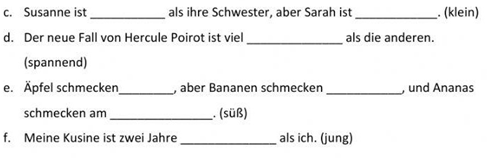 c. Susanne ist ___________ als ihre Schwester, aber Sarah ist ____________. (klein)
d. Der neue Fall von Hercule Poirot ist viel ______________ als die anderen.
(spannend)
e. Äpfel schmecken________, aber Bananen schmecken ___________, und Ananas
schmecken am _______________. (süß)
f. Meine Kusine ist zwei Jahre ______________ als ich. (jung)